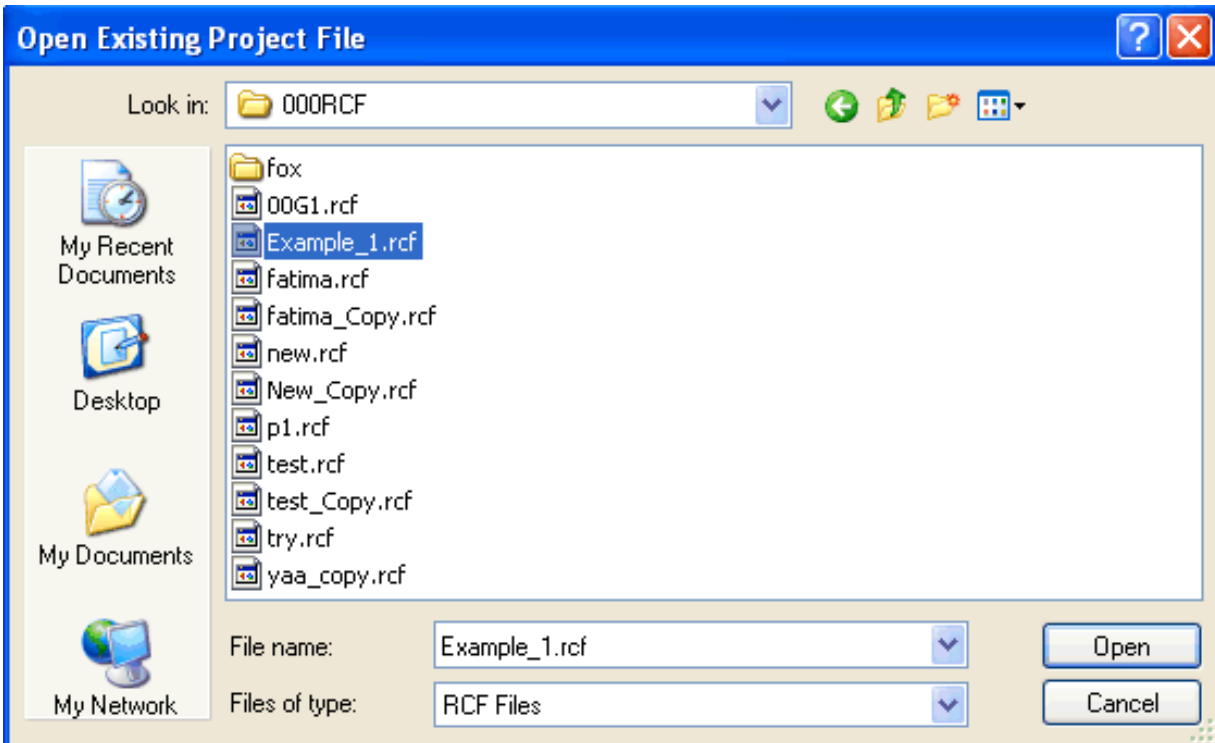 Open Existing Project File
Look in: 000RCF
My Recent
Documents
Desktop
My Documents
My Network
fox
00G1.rcf
Example_1.rcf
fatima.rcf
fatima_Copy.rcf
new.rcf
New_Copy.rcf
p1.rcf
test.rcf
test_Copy.rcf
try.rcf
yaa_copy.rcf
File name: Example_1.rcf Open
Files of type: RCF Files Cancel